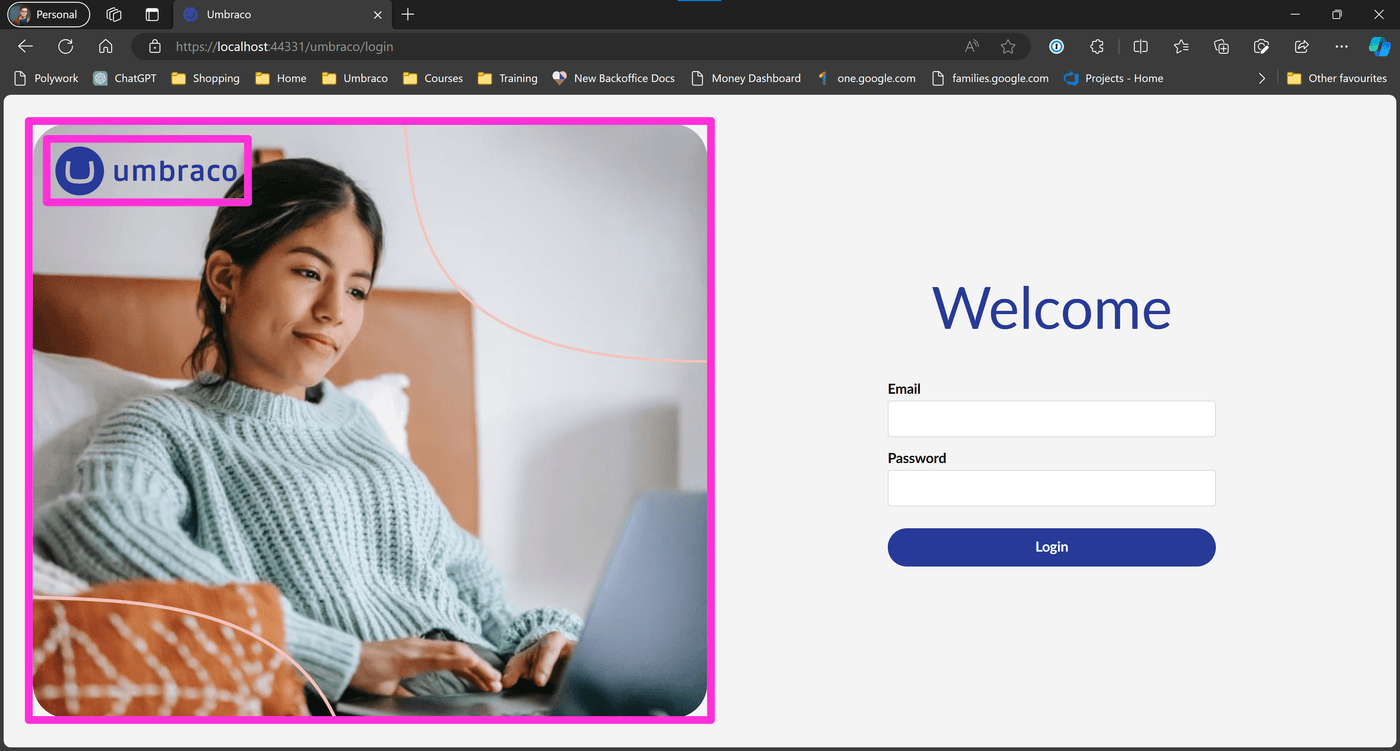 Personal
Umbraco
https://localhost:44331/umbraco/login
Polywork ChatGPT Shopping Home Umbraco Courses Training New Backoffice Docs Money Dashboard one.google.com families.google.com Projects - Home Other favourites
umbraco
Welcome
Email
Password
Login